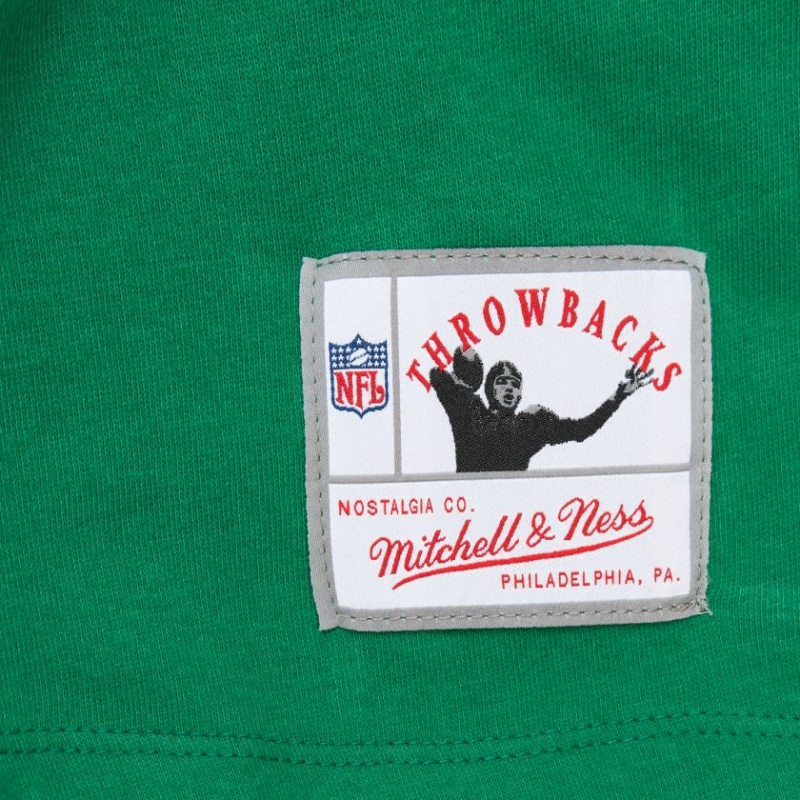 THROWBACKS
NFL
NOSTALGIA CO.
Mitchell & Ness
PHILADELPHIA, PA.